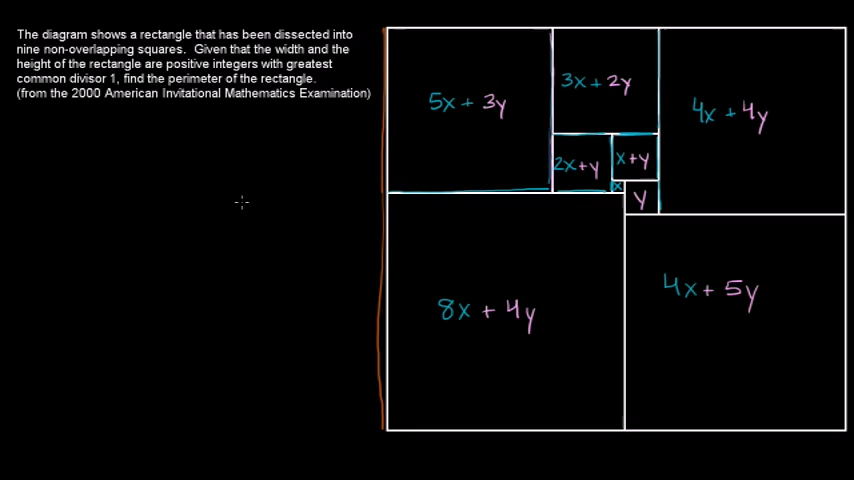 The diagram shows a rectangle that has been dissected into
nine non-overlapping squares. Given that the width and the
height of the rectangle are positive integers with greatest
common divisor 1, find the perimeter of the rectangle.
(from the 2000 American Invitational Mathematics Examination)
5x + 3y
3x + 2y
4x + 4y
2x + y
x + y
x
y
8x + 4y
4x + 5y